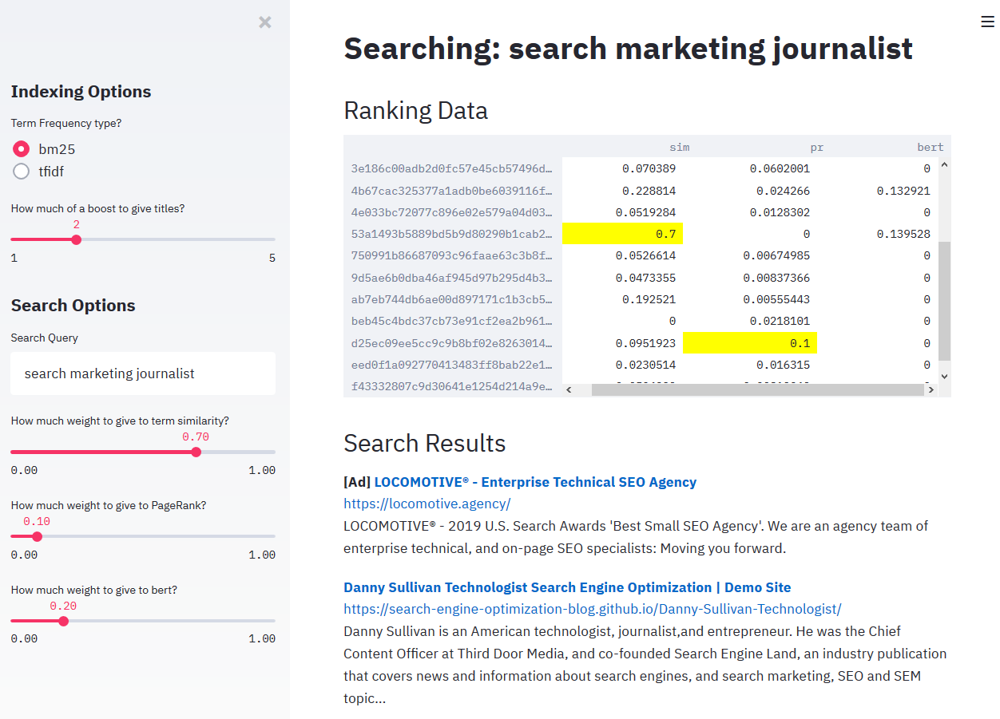 Indexing Options
Term Frequency type?
bm25
tfidf
How much of a boost to give titles?
2
1 5
Search Options
Search Query
search marketing journalist
How much weight to give to term similarity?
0.70
0.00 1.00
How much weight to give to PageRank?
0.10
0.00 1.00
How much weight to give to bert?
0.20
0.00 1.00
Searching: search marketing journalist
Ranking Data
sim pr bert
3e186c00adb2d0fc57e45cb57496d… 0.070389 0.0602001 0
4b67cac325377a1adb0be6039116f… 0.228814 0.024266 0.132921
4e033bc72077c896e02e579a04d03… 0.0519284 0.0128302 0
53a1493b5889bd5b9d80290b1cab2… 0.7 0 0.139528
750991b86687093c96faae63c3b8f… 0.0526614 0.00674985 0
9d5ae6b0dba46af945d97b295d4b3… 0.0473355 0.00837366 0
ab7eb744db6ae00d897171c1b3cb5… 0.192521 0.00555443 0
beb45c4bdc37cb73e91cf2ea2b961… 0 0.0218101 0
d25ec09ee5cc9c9b8bf02e8263014… 0.0951923 0.1 0
eed0f1a092770413483ff8bab22e1… 0.0230514 0.016315 0
f43332807c9d30641e1254d214a9e…
Search Results
[Ad] LOCOMOTIVE® - Enterprise Technical SEO Agency
https://locomotive.agency/
LOCOMOTIVE® - 2019 U.S. Search Awards 'Best Small SEO Agency'. We are an agency team of
enterprise technical, and on-page SEO specialists: Moving you forward.
Danny Sullivan Technologist Search Engine Optimization | Demo Site
https://search-engine-optimization-blog.github.io/Danny-Sullivan-Technologist/
Danny Sullivan is an American technologist, journalist,and entrepreneur. He was the Chief
Content Officer at Third Door Media, and co-founded Search Engine Land, an industry publication
that covers news and information about search engines, and search marketing, SEO and SEM
topic...